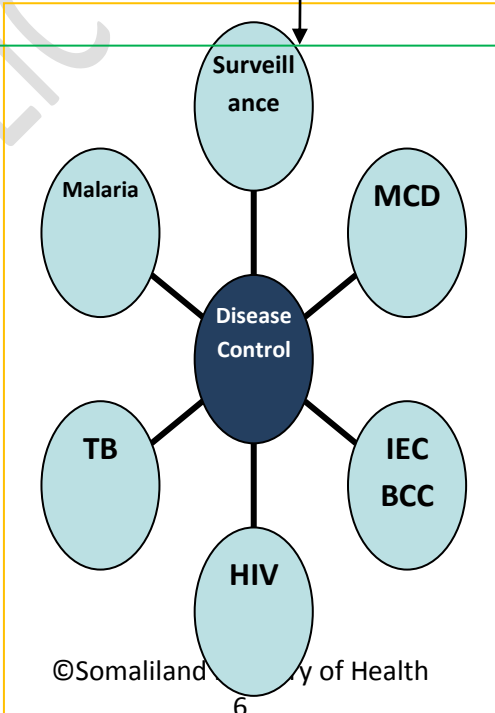 Surveill
ance
Malaria
MCD
Disease
Control
TB
IEC
BCC
HIV
©Somaliland
of Health
6